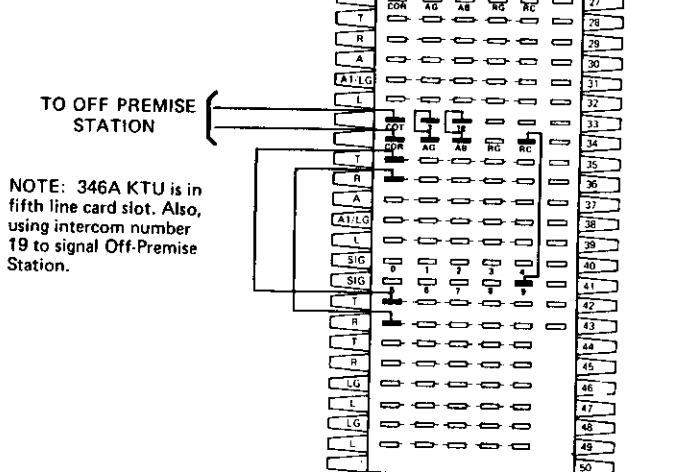 COR AG AB RG RC 27
T 28
R 29
A 30
A1/LG 31
L 32
TO OFF PREMISE
STATION
COT TB 33
COR AG AB RG RC 34
T 35
R 36
NOTE: 346A KTU is in
fifth line card slot. Also,
using intercom number
19 to signal Off-Premise
Station.
A 37
A1/LG 38
L 39
SIG 40
0 1 2 3 4
SIG 41
5 6 7 8 9
T 42
R 43
T 44
R 45
LG 46
L 47
LG 48
L 49
50